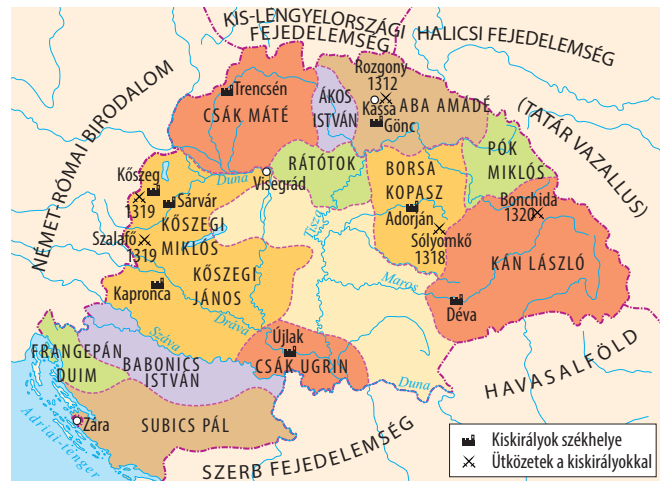 KIS-LENGYELORSZÁGI
FEJEDELEMSÉG
HALICSI FEJEDELEMSÉG
(TATÁR VAZALLUS)
NÉMET-RÓMAI BIRODALOM
Trencsén
CSÁK MÁTÉ
ÁKOS
ISTVÁN
Rozgony
1312
Kassa
ABA AMADÉ
Gönc
Kőszeg
1319
Sárvár
Duna
Visegrád
RÁTÓTOK
BORSA
KOPASZ
PÓK
MIKLÓS
Bonchida
1320
Adorján
Sólyomkő
1318
Tisza
KŐSZEGI
MIKLÓS
Szaláfő
1319
KŐSZEGI
JÁNOS
Kapronca
KÁN LÁSZLÓ
Maros
Déva
Dráva
Száva
Újlak
CSÁK UGRIN
Duna
HAVASALFÖLD
FRANGEPÁN
DUIM
BABONICS
ISTVÁN
Zára
SUBICS PÁL
Adriai-tenger
SZERB FEJEDELEMSÉG
Kiskirályok székhelye
Ütközetek a kiskirályokkal